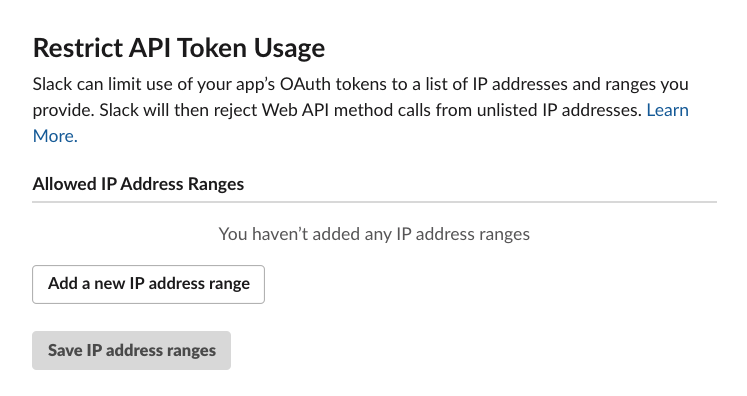 Restrict API Token Usage
Slack can limit use of your app’s OAuth tokens to a list of IP addresses and ranges you
provide. Slack will then reject Web API method calls from unlisted IP addresses. Learn
More.
Allowed IP Address Ranges
You haven’t added any IP address ranges
Add a new IP address range
Save IP address ranges